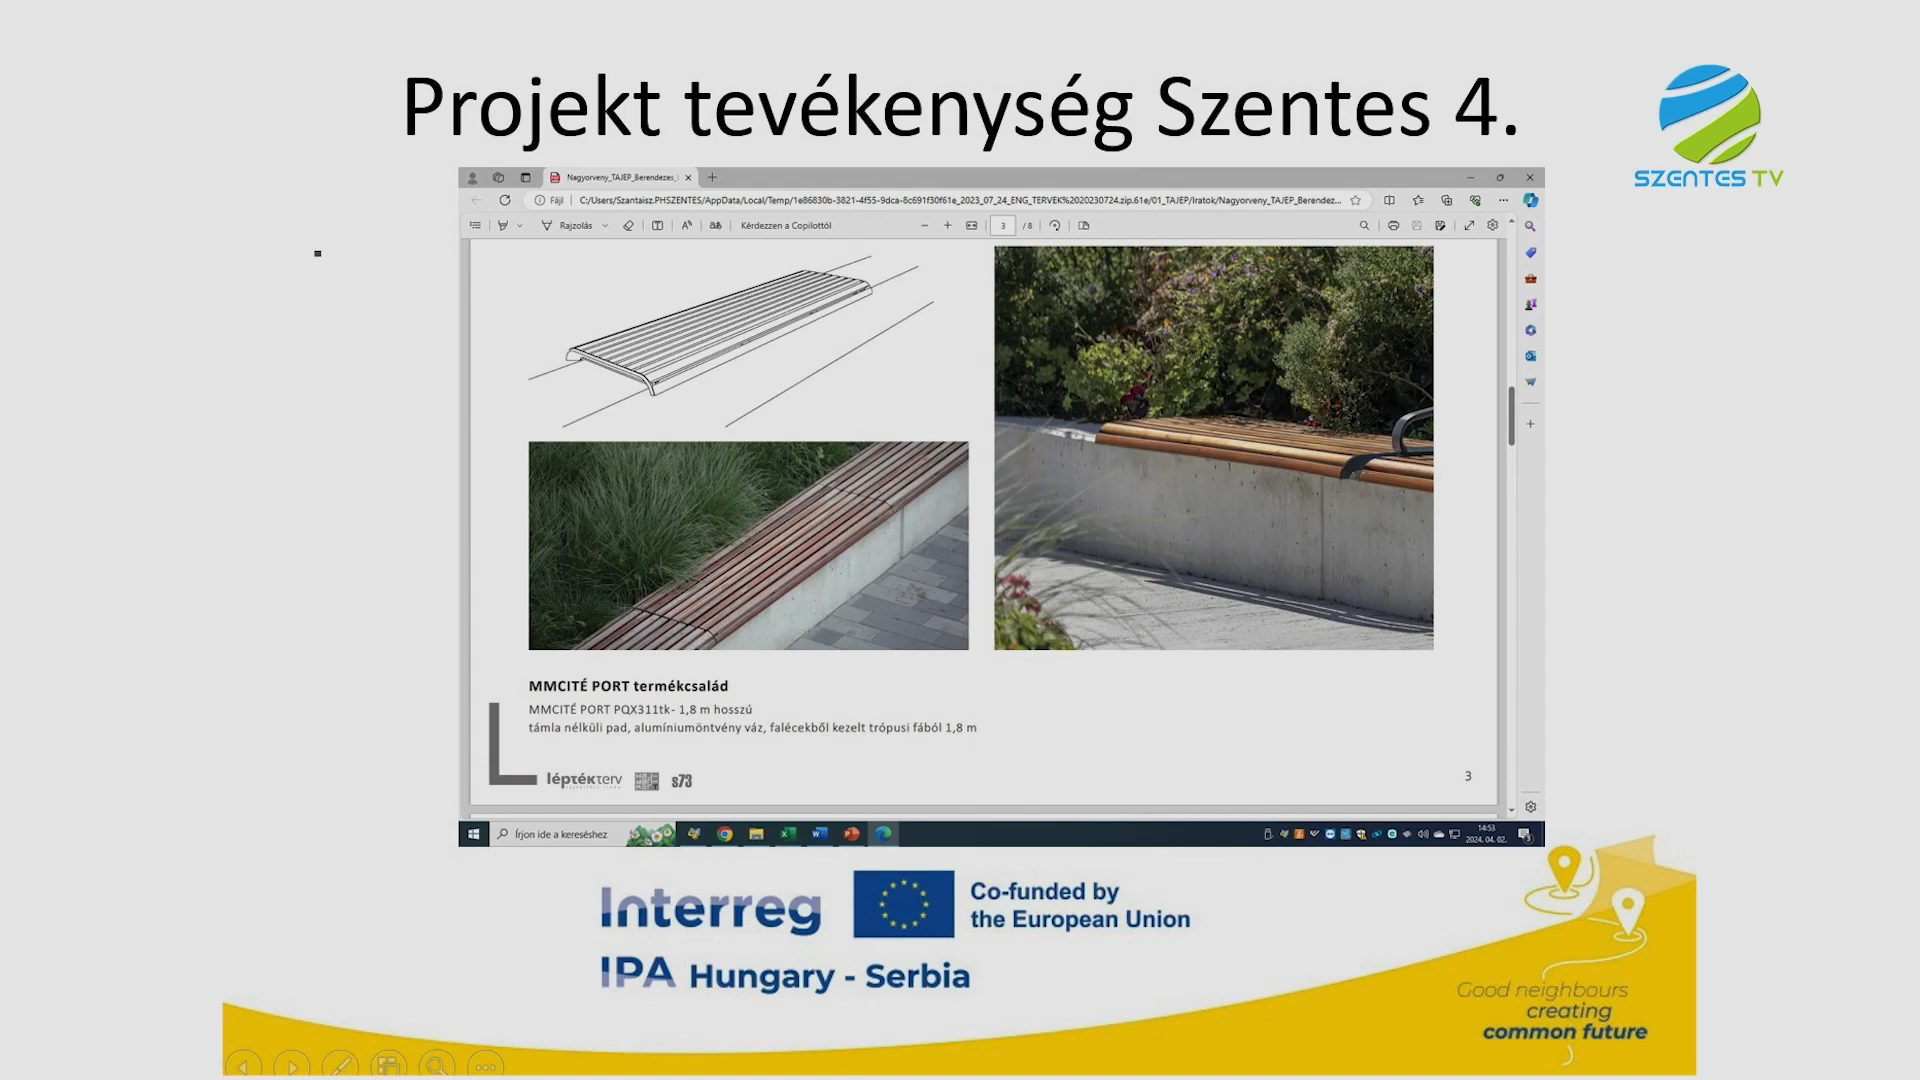 Projekt tevékenység Szentes 4.
SZENTES TV
Nagyorveny_TAJEP_Berendezes_
Fájl
C:/Users/Szantaisz.PHSZENTES/AppData/Local/Temp/1e86830b-3821-4f55-9dca-8c691f30f61e_2023_07_24_ENG_TERVEK%2020230724.zip.61e/01_TAJEP/Iratok/Nagyorveny_TAJEP_Berendez...
Rajzolás
Kérdezzen a Copilottól
3 / 8
MMCITÉ PORT termékcsalád
MMCITÉ PORT PQX311tk- 1,8 m hosszú
támla nélküli pad, alumíniumöntvény váz, falécekből kezelt trópusi fából 1,8 m
léptékterv
s73
3
Írjon ide a kereséshez
14:53
2024. 04. 02.
Interreg
Co-funded by
the European Union
IPA Hungary - Serbia
Good neighbours
creating
common future